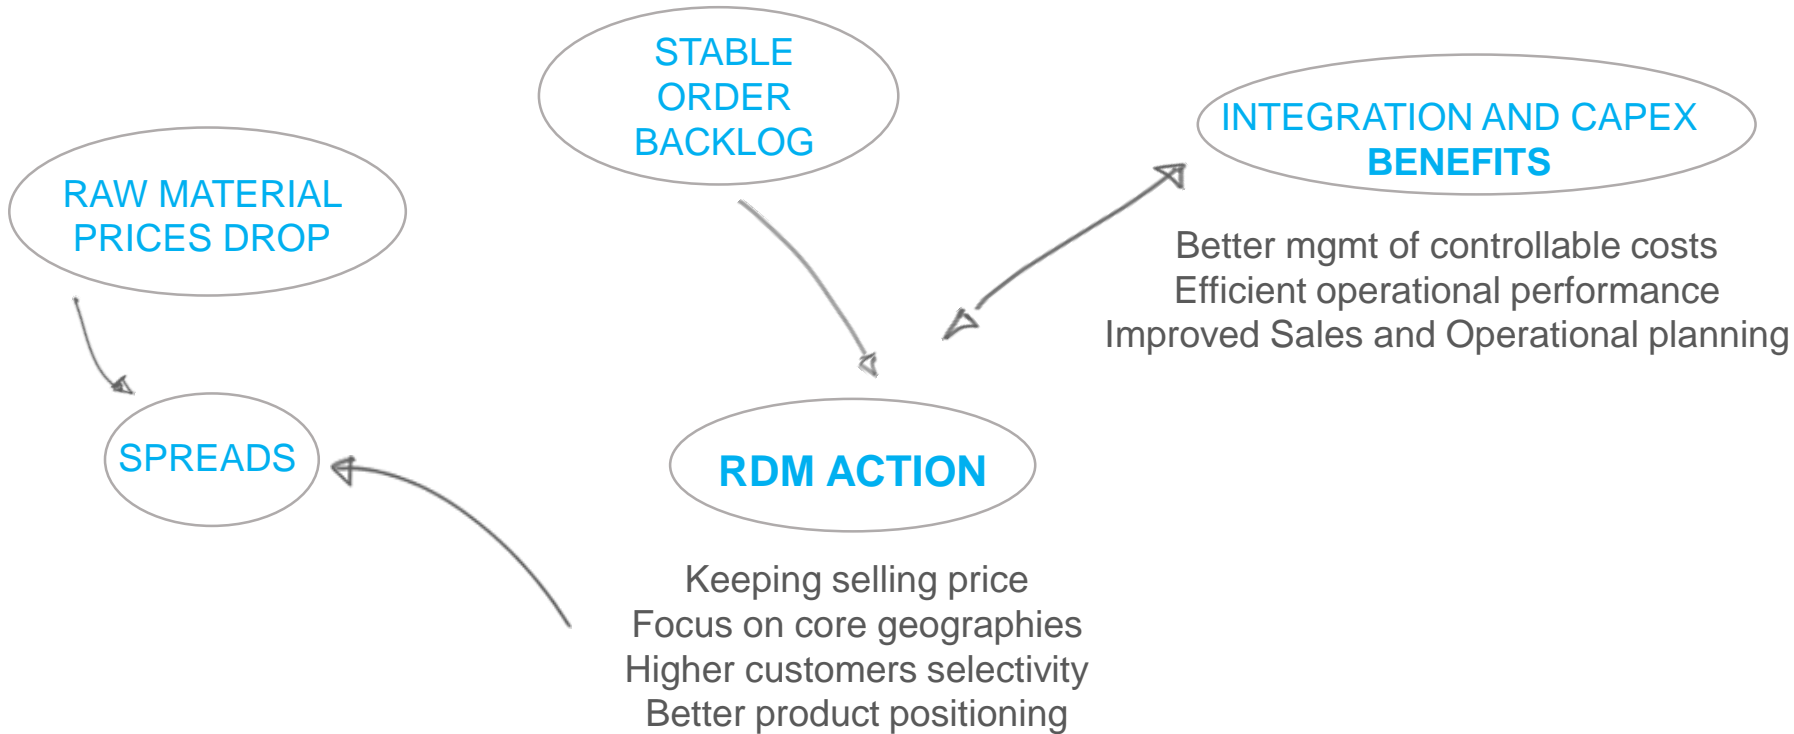 STABLE
ORDER
BACKLOG
INTEGRATION AND CAPEX
BENEFITS
RAW MATERIAL
PRICES DROP
Better mgmt of controllable costs
Efficient operational performance
Improved Sales and Operational planning
SPREADS
RDM ACTION
Keeping selling price
Focus on core geographies
Higher customers selectivity
Better product positioning